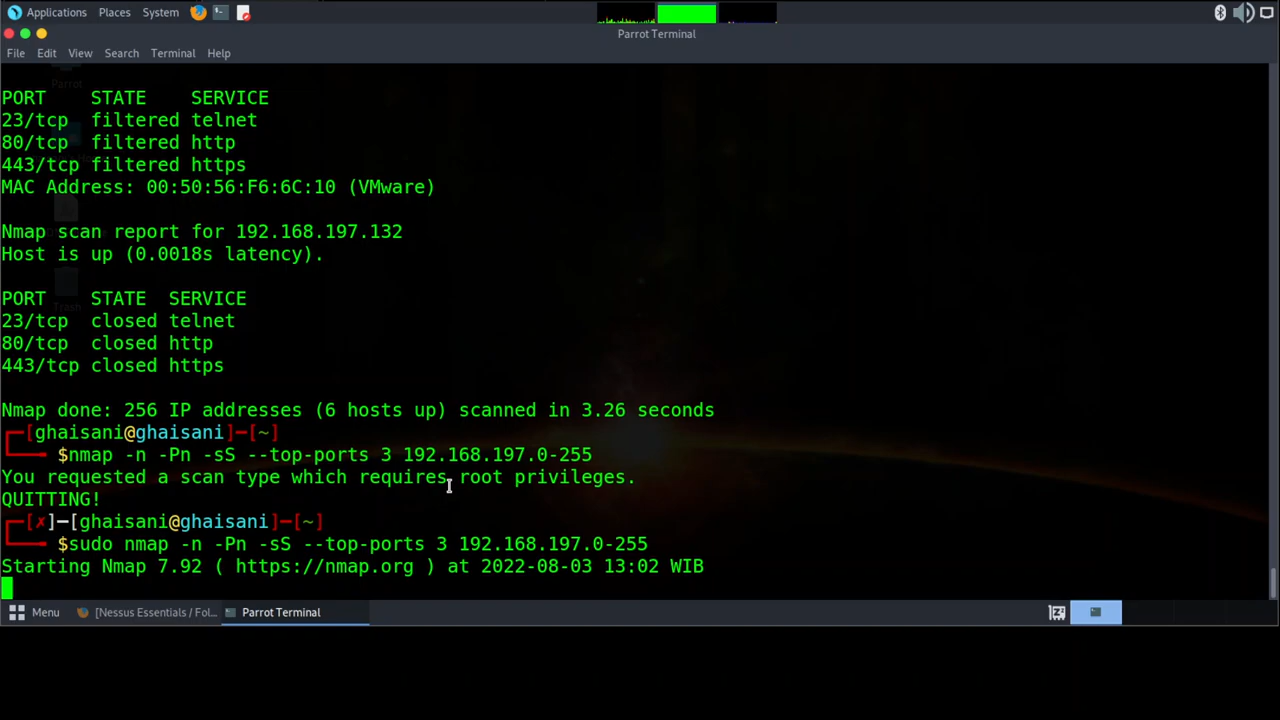 Applications Places System
Parrot Terminal
File Edit View Search Terminal Help
Parrot
PORT STATE SERVICE
23/tcp filtered telnet
80/tcp filtered http
443/tcp filtered https
MAC Address: 00:50:56:F6:6C:10 (VMware)
Nmap scan report for 192.168.197.132
Host is up (0.0018s latency).
PORT STATE SERVICE
23/tcp closed telnet
80/tcp closed http
443/tcp closed https
Nmap done: 256 IP addresses (6 hosts up) scanned in 3.26 seconds
┌─[ghaisani@ghaisani]─[~]
└──╼ $nmap -n -Pn -sS --top-ports 3 192.168.197.0-255
You requested a scan type which requires root privileges.
QUITTING!
┌─[✗]─[ghaisani@ghaisani]─[~]
└──╼ $sudo nmap -n -Pn -sS --top-ports 3 192.168.197.0-255
Starting Nmap 7.92 ( https://nmap.org ) at 2022-08-03 13:02 WIB
Menu [Nessus Essentials / Fol... Parrot Terminal